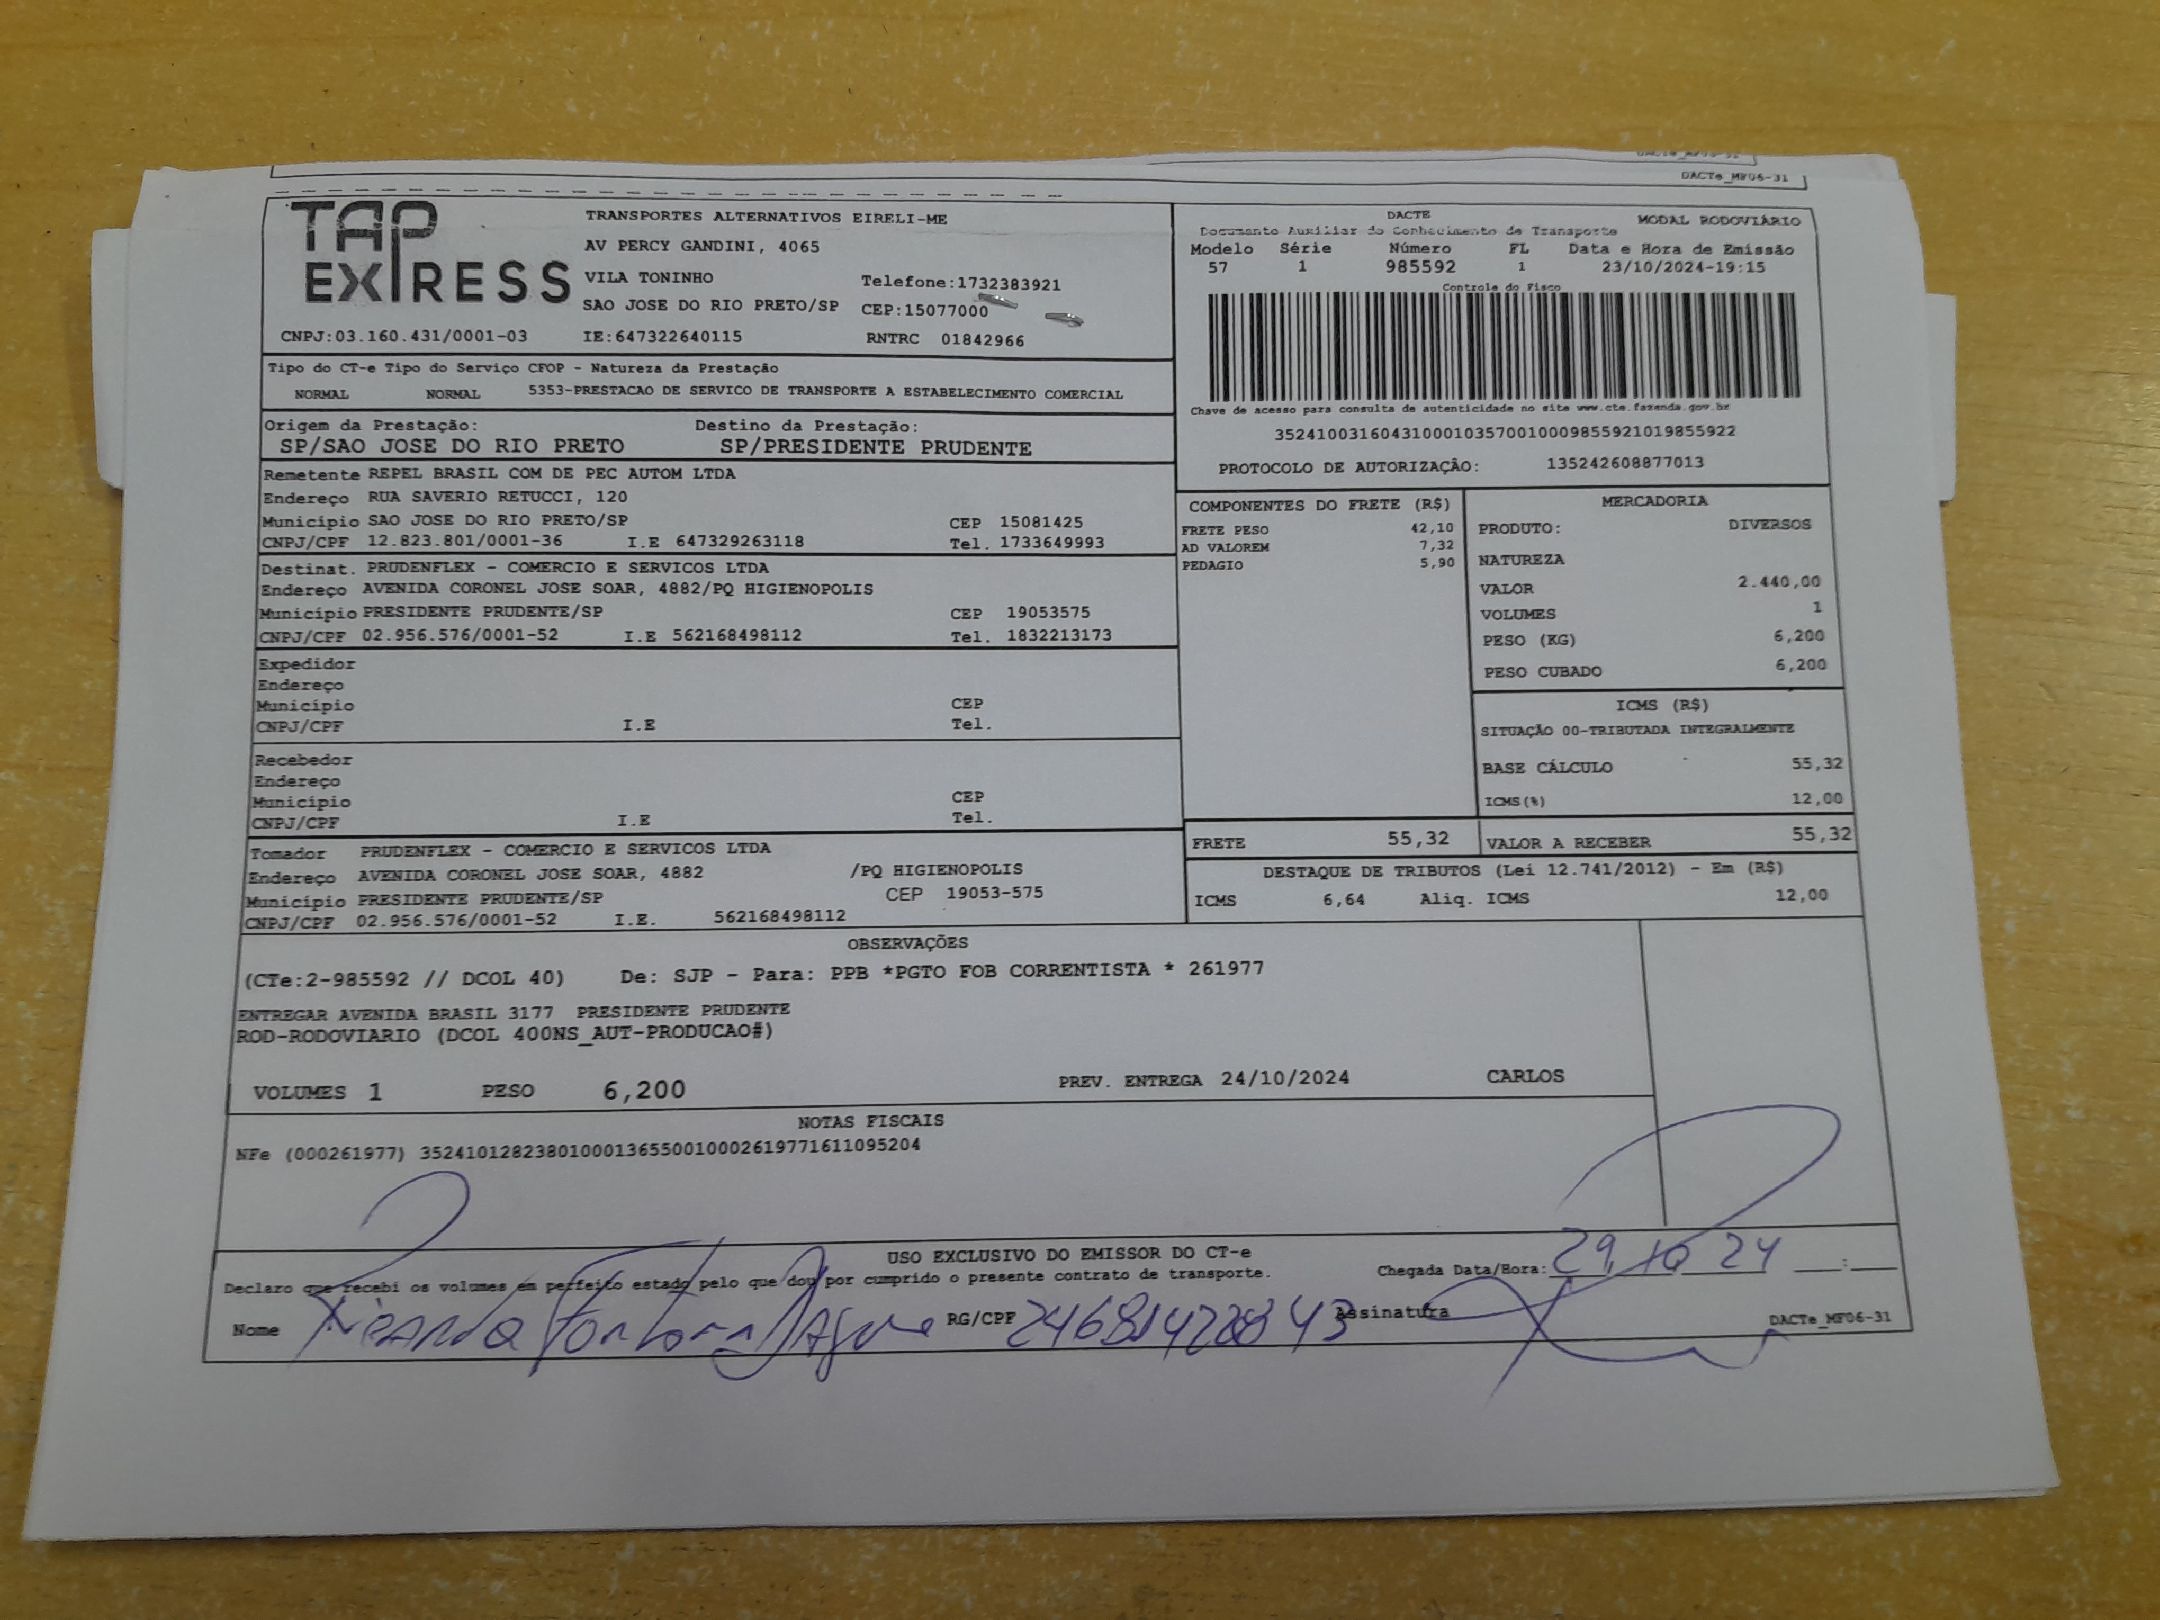 DACTe_MF06-31
DACTe_MF06-31
TAP
EXPRESS
TRANSPORTES ALTERNATIVOS EIRELI-ME
AV PERCY GANDINI, 4065
VILA TONINHO Telefone:1732383921
SAO JOSE DO RIO PRETO/SP CEP:15077000
CNPJ:03.160.431/0001-03 IE:647322640115 RNTRC 01842966
DACTE MODAL RODOVIÁRIO
Documento Auxiliar do Conhecimento de Transporte
Modelo Série Número FL Data e Hora de Emissão
57 1 985592 1 23/10/2024-19:15
Controle do Fisco
Chave de acesso para consulta de autenticidade no site www.cte.fazenda.gov.br
35241003160431000103570010009855921019855922
PROTOCOLO DE AUTORIZAÇÃO: 135242608877013
Tipo do CT-e Tipo do Serviço CFOP - Natureza da Prestação
NORMAL NORMAL 5353-PRESTACAO DE SERVICO DE TRANSPORTE A ESTABELECIMENTO COMERCIAL
Origem da Prestação: Destino da Prestação:
SP/SAO JOSE DO RIO PRETO SP/PRESIDENTE PRUDENTE
Remetente REPEL BRASIL COM DE PEC AUTOM LTDA
Endereço RUA SAVERIO RETUCCI, 120
Município SAO JOSE DO RIO PRETO/SP CEP 15081425
CNPJ/CPF 12.823.801/0001-36 I.E 647329263118 Tel. 1733649993
Destinat. PRUDENFLEX - COMERCIO E SERVICOS LTDA
Endereço AVENIDA CORONEL JOSE SOAR, 4882/PQ HIGIENOPOLIS
Município PRESIDENTE PRUDENTE/SP CEP 19053575
CNPJ/CPF 02.956.576/0001-52 I.E 562168498112 Tel. 1832213173
Expedidor
Endereço
Município CEP
CNPJ/CPF I.E Tel.
Recebedor
Endereço
Município CEP
CNPJ/CPF I.E Tel.
Tomador PRUDENFLEX - COMERCIO E SERVICOS LTDA
Endereço AVENIDA CORONEL JOSE SOAR, 4882 /PQ HIGIENOPOLIS
Município PRESIDENTE PRUDENTE/SP CEP 19053-575
CNPJ/CPF 02.956.576/0001-52 I.E. 562168498112
COMPONENTES DO FRETE (R$)
FRETE PESO 42,10
AD VALOREM 7,32
PEDAGIO 5,90
MERCADORIA
PRODUTO: DIVERSOS
NATUREZA
VALOR 2.440,00
VOLUMES 1
PESO (KG) 6,200
PESO CUBADO 6,200
ICMS (R$)
SITUAÇÃO 00-TRIBUTADA INTEGRALMENTE
BASE CÁLCULO 55,32
ICMS(%) 12,00
FRETE 55,32 VALOR A RECEBER 55,32
DESTAQUE DE TRIBUTOS (Lei 12.741/2012) - Em (R$)
ICMS 6,64 Aliq. ICMS 12,00
OBSERVAÇÕES
(CTe:2-985592 // DCOL 40) De: SJP - Para: PPB *PGTO FOB CORRENTISTA * 261977
ENTREGAR AVENIDA BRASIL 3177 PRESIDENTE PRUDENTE
ROD-RODOVIARIO (DCOL 400NS_AUT-PRODUCAO#)
VOLUMES 1 PESO 6,200 PREV. ENTREGA 24/10/2024 CARLOS
NOTAS FISCAIS
NFe (000261977) 35241012823801000136550010002619771611095204
USO EXCLUSIVO DO EMISSOR DO CT-e
Declaro que recebi os volumes em perfeito estado pelo que dou por cumprido o presente contrato de transporte. Chegada Data/Hora: 29 10 24 :
Nome RG/CPF Assinatura DACTe_MF06-31